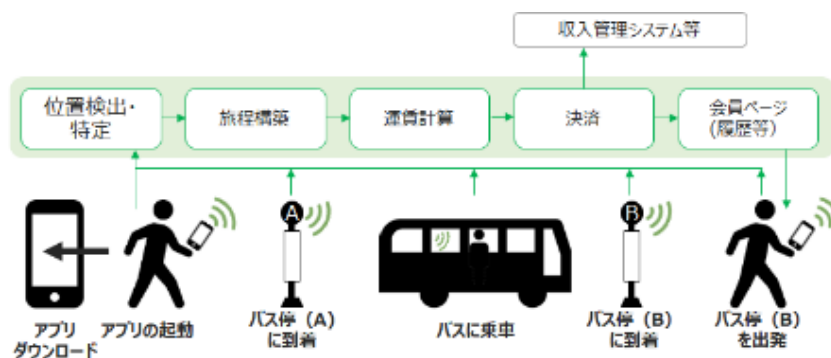 収入管理システム等
位置検出・
特定
旅程構築
運賃計算
決済
会員ページ
(履歴等)
A
B
アプリ
ダウンロード
アプリの起動
バス停（A）
に到着
バスに乗車
バス停（B）
に到着
バス停（B）
を出発